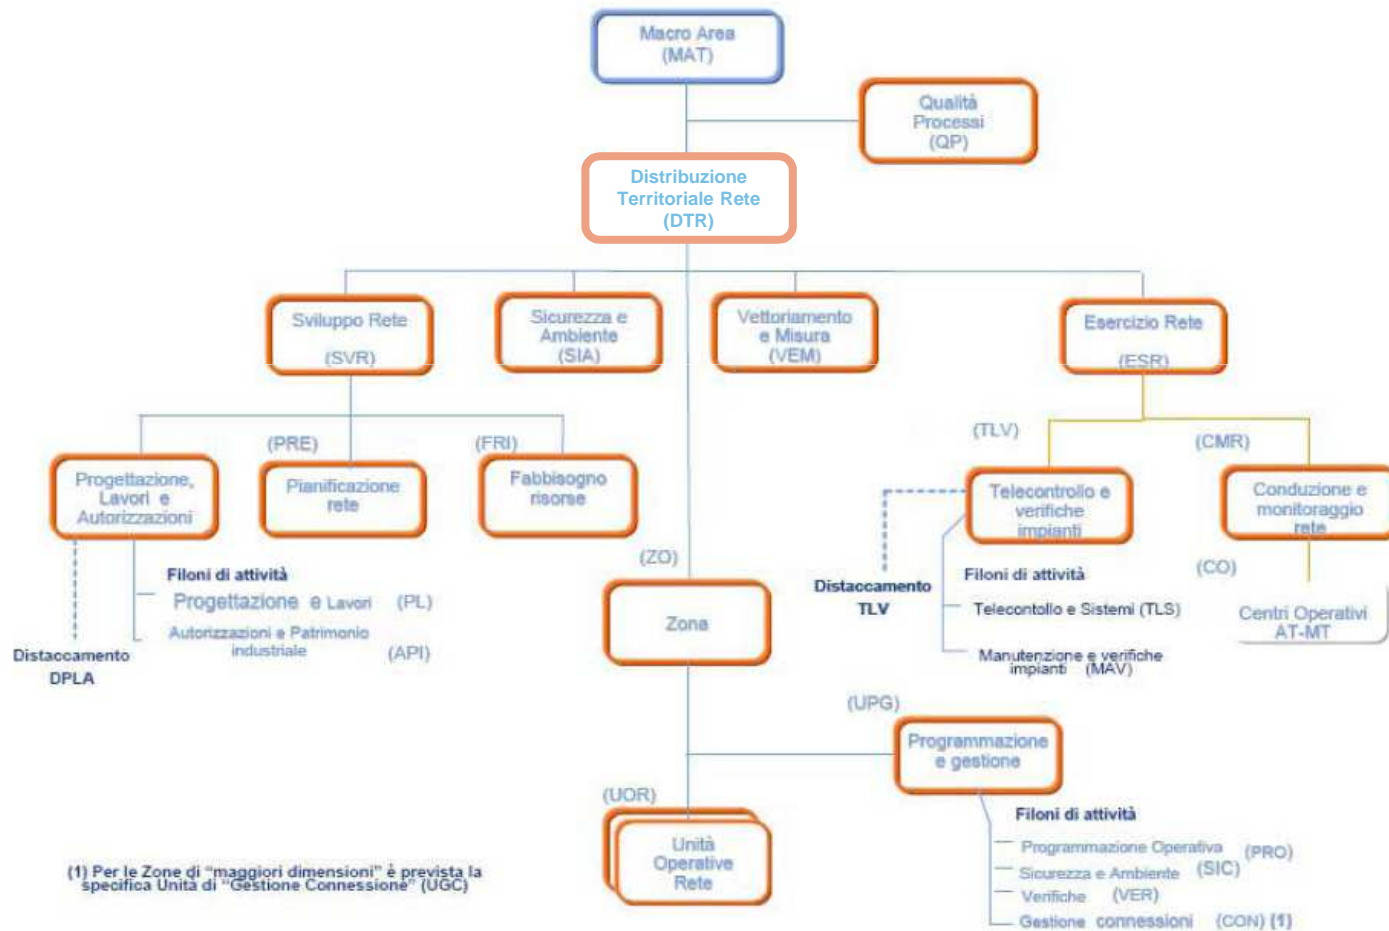 Macro Area
(MAT)
Qualità
Processi
(QP)
Distribuzione
Territoriale Rete
(DTR)
Sviluppo Rete
(SVR)
Sicurezza e
Ambiente
(SIA)
Vettoriamento
e Misura
(VEM)
Esercizio Rete
(ESR)
(PRE)
(FRI)
(TLV)
(CMR)
Progettazione,
Lavori e
Autorizzazioni
Pianificazione
rete
Fabbisogno
risorse
Telecontrollo e
verifiche
impianti
Conduzione e
monitoraggio
rete
Filoni di attività
Progettazione e Lavori (PL)
Autorizzazioni e Patrimonio
industriale (API)
Distaccamento
DPLA
(ZO)
Zona
Distaccamento
TLV
Filoni di attività
Telecontollo e Sistemi (TLS)
Manutenzione e verifiche
impianti (MAV)
(CO)
Centri Operativi
AT-MT
(UPG)
Programmazione
e gestione
(UOR)
Unità
Operative
Rete
Filoni di attività
Programmazione Operativa (PRO)
Sicurezza e Ambiente (SIC)
Verifiche (VER)
Gestione connessioni (CON) (1)
(1) Per le Zone di "maggiori dimensioni" è prevista la
specifica Unità di "Gestione Connessione" (UGC)